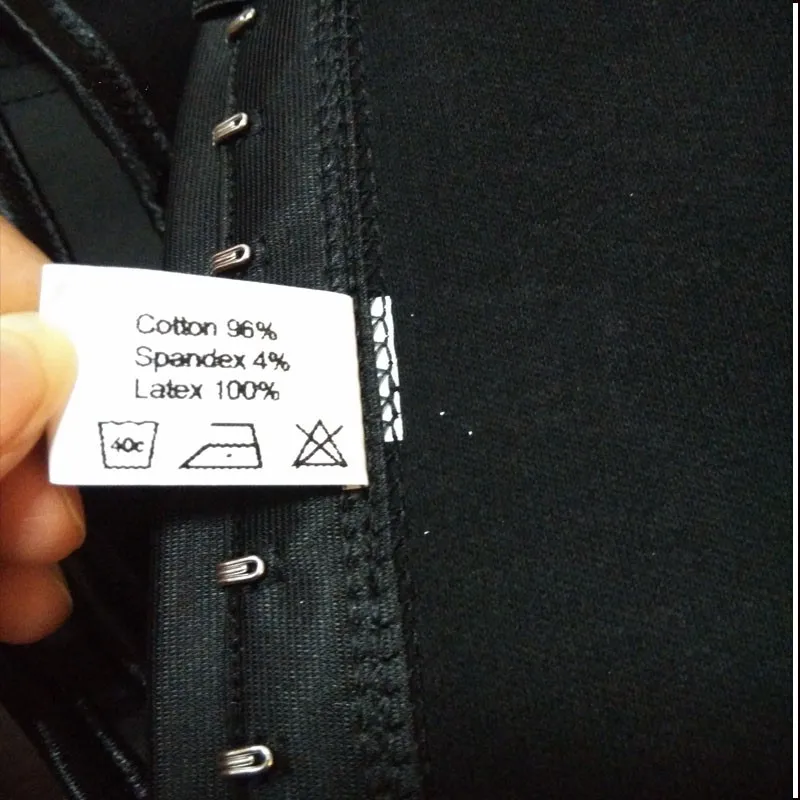 Cotton 96%
Spandex 4%
Latex 100%
40c